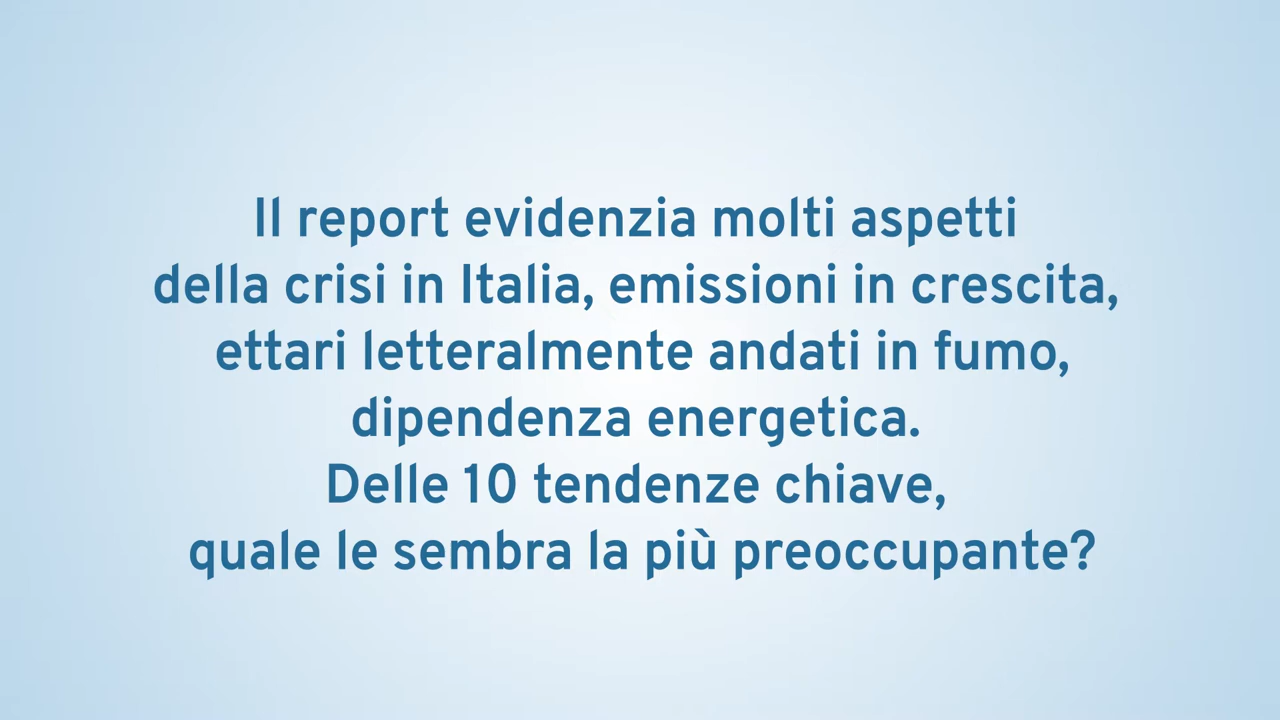 Il report evidenzia molti aspetti
della crisi in Italia, emissioni in crescita,
ettari letteralmente andati in fumo,
dipendenza energetica.
Delle 10 tendenze chiave,
quale le sembra la più preoccupante?